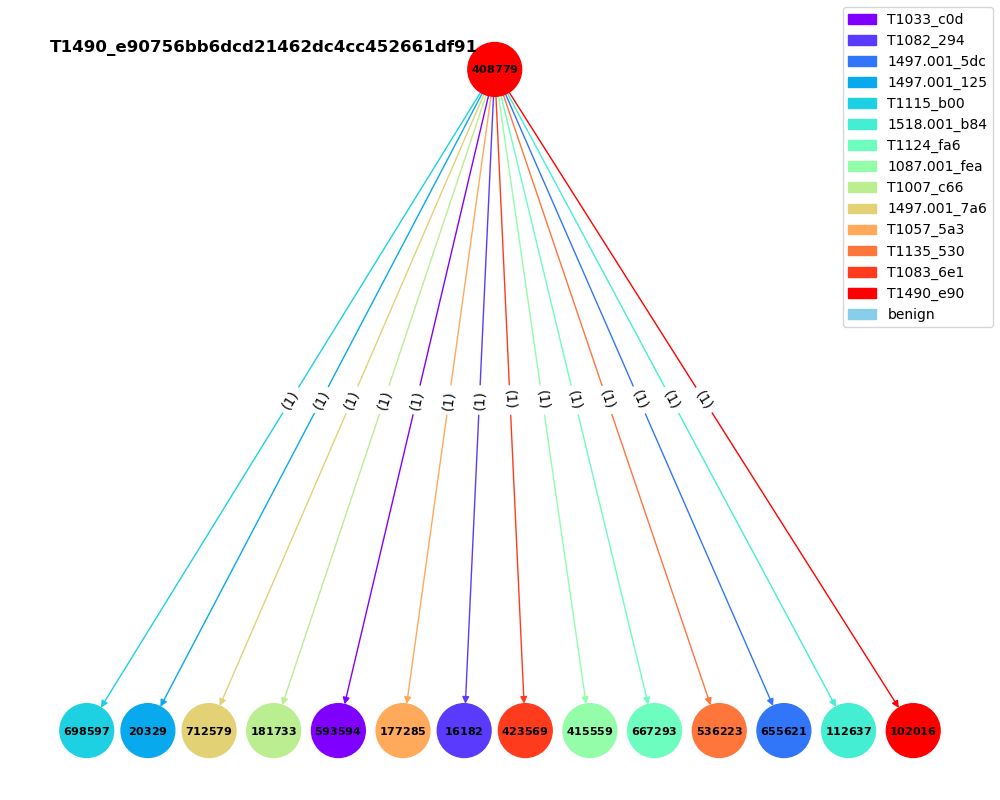 T1490_e90756bb6dcd21462dc4cc452661df91
408779
T1033_c0d
T1082_294
1497.001_5dc
1497.001_125
T1115_b00
1518.001_b84
T1124_fa6
1087.001_fea
T1007_c66
1497.001_7a6
T1057_5a3
T1135_530
T1083_6e1
T1490_e90
benign
(1) (1) (1) (1) (1) (1) (1) (1) (1) (1) (1) (1) (1) (1)
698597 20329 712579 181733 593594 177285 16182 423569 415559 667293 536223 655621 112637 102016